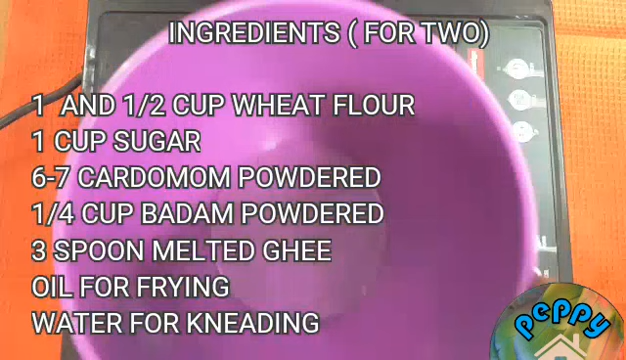 INGREDIENTS ( FOR TWO)
1 AND 1/2 CUP WHEAT FLOUR
1 CUP SUGAR
6-7 CARDOMOM POWDERED
1/4 CUP BADAM POWDERED
3 SPOON MELTED GHEE
OIL FOR FRYING
WATER FOR KNEADING
peppy